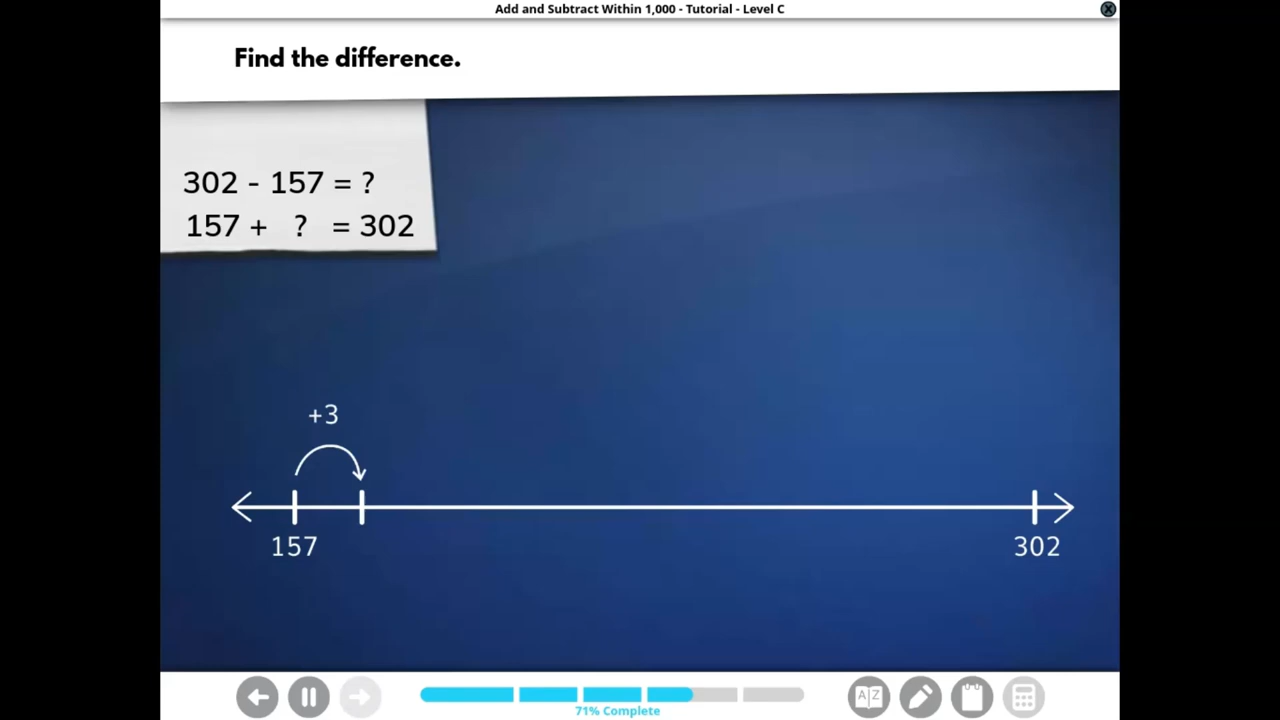 Add and Subtract Within 1,000 - Tutorial - Level C
Find the difference.
302 - 157 = ?
157 + ? = 302
+3
157
302
A Z
71% Complete